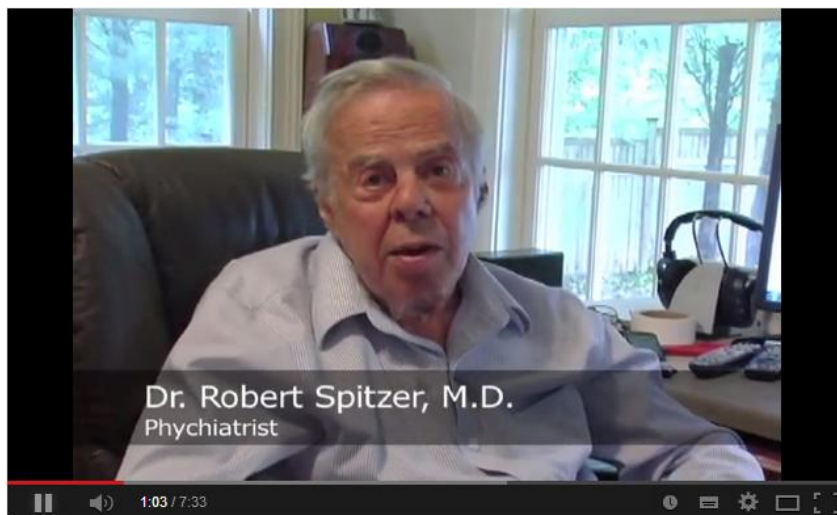 Dr. Robert Spitzer, M.D.
Phychiatrist
1:03 / 7:33